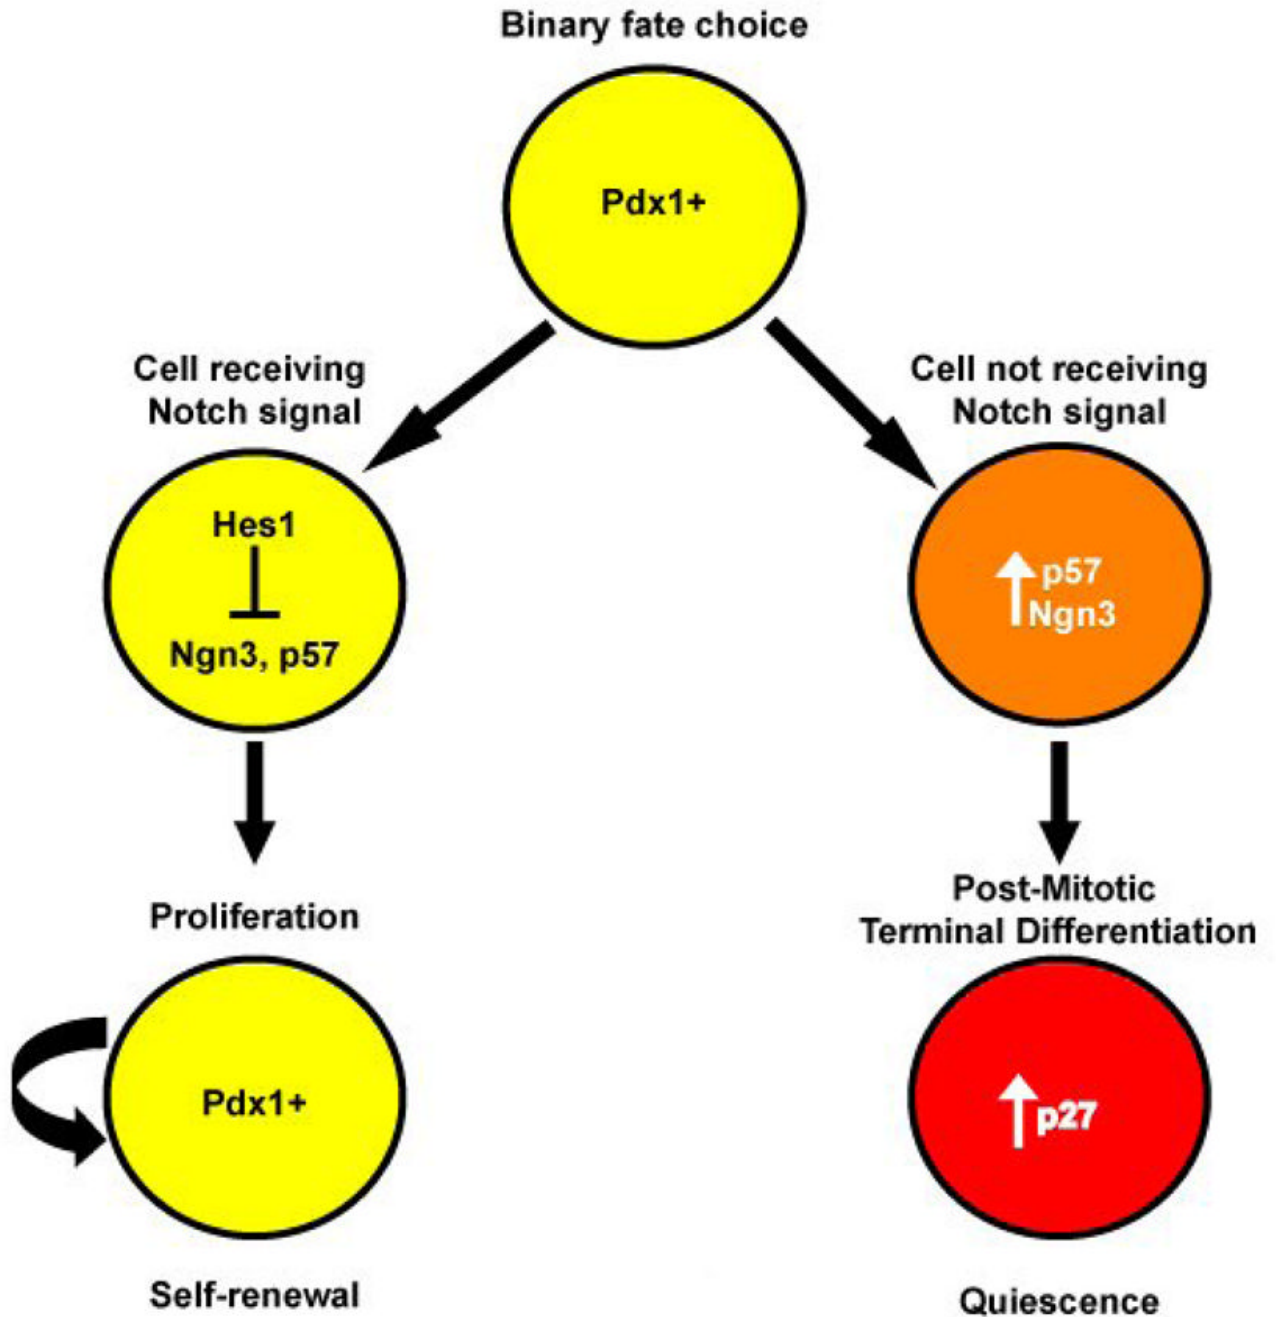 Binary fate choice
Pdx1+
Cell receiving
Notch signal
Cell not receiving
Notch signal
Hes1
Ngn3, p57
p57
Ngn3
Proliferation
Post-Mitotic
Terminal Differentiation
Pdx1+
p27
Self-renewal
Quiescence